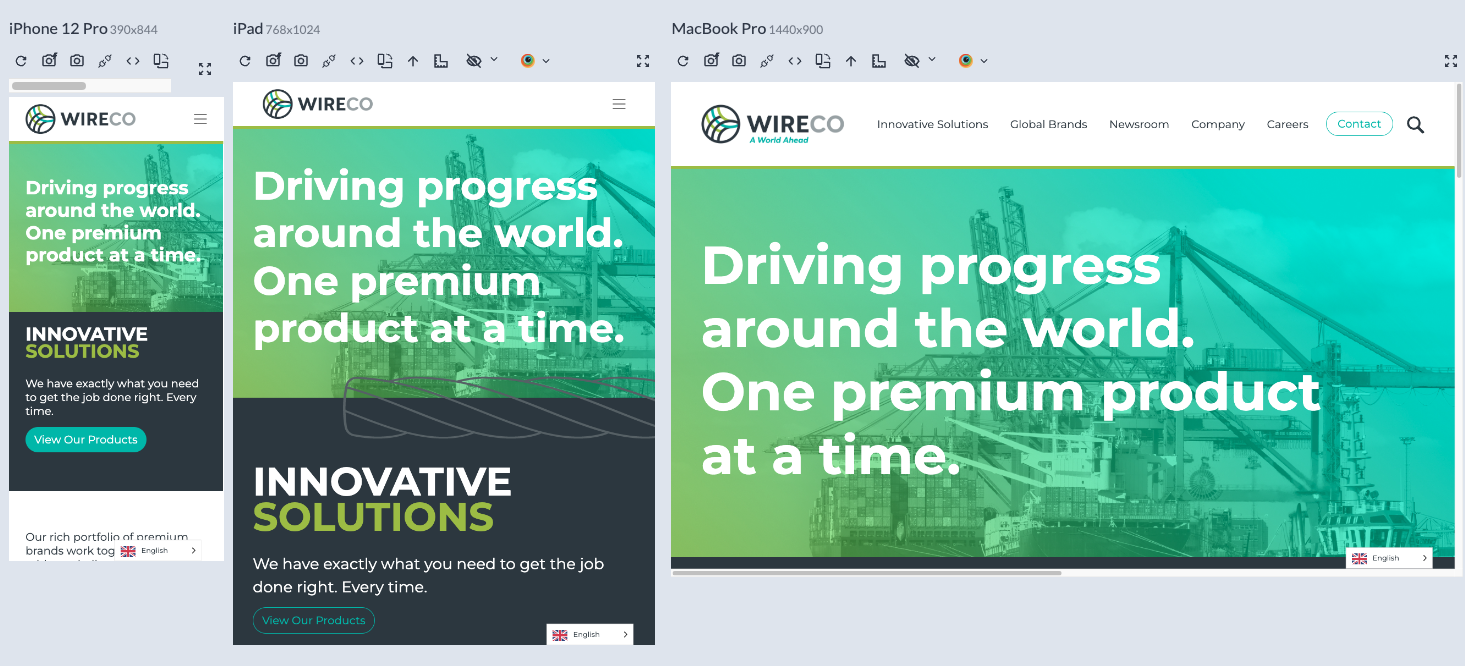 iPhone 12 Pro 390x844
WIRECO
Driving progress
around the world.
One premium
product at a time.
INNOVATIVE
SOLUTIONS
We have exactly what you need
to get the job done right. Every
time.
View Our Products
Our rich portfolio of premium
brands work tog
English
iPad 768x1024
WIRECO
Driving progress
around the world.
One premium
product at a time.
INNOVATIVE
SOLUTIONS
We have exactly what you need to get the job
done right. Every time.
View Our Products
English
MacBook Pro 1440x900
WIRECO
A World Ahead
Innovative Solutions Global Brands Newsroom Company Careers Contact
Driving progress
around the world.
One premium product
at a time.
English